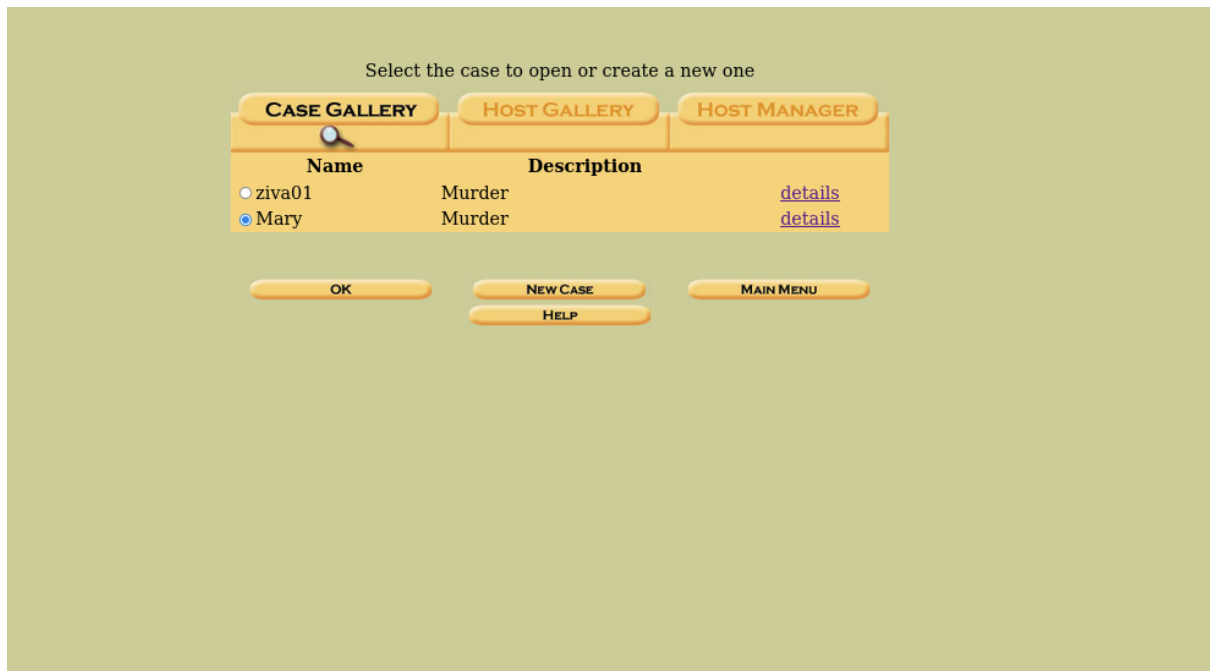 Select the case to open or create a new one
CASE GALLERY HOST GALLERY HOST MANAGER
Name Description
ziva01 Murder details
Mary Murder details
OK NEW CASE MAIN MENU
HELP